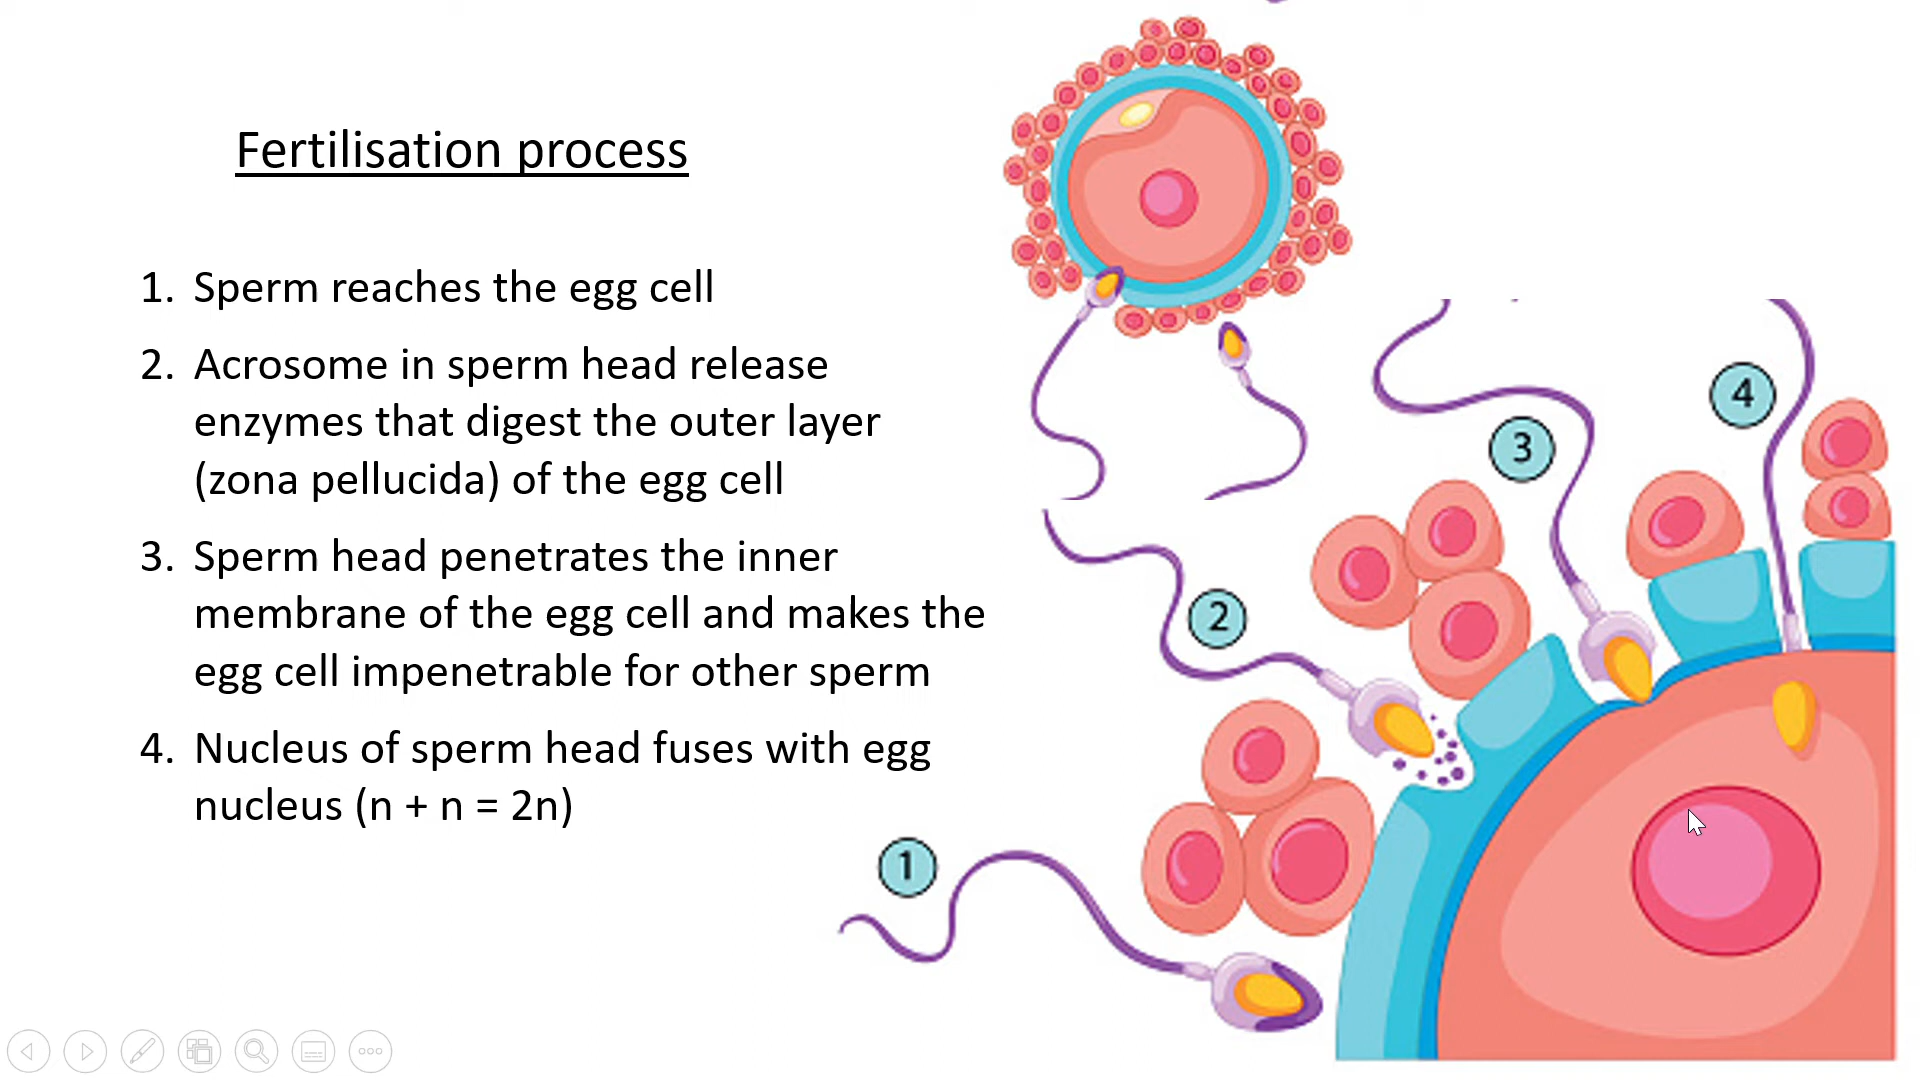 Fertilisation process
1. Sperm reaches the egg cell
2. Acrosome in sperm head release
enzymes that digest the outer layer
(zona pellucida) of the egg cell
3. Sperm head penetrates the inner
membrane of the egg cell and makes the
egg cell impenetrable for other sperm
4. Nucleus of sperm head fuses with egg
nucleus (n + n = 2n)
4
3
2
1